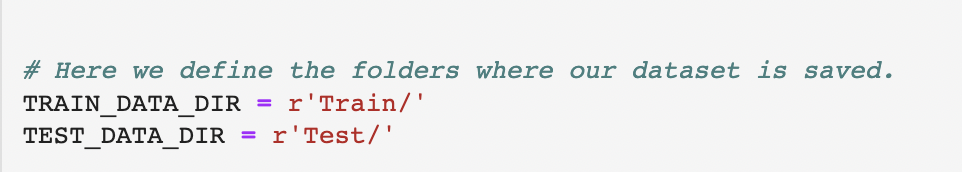 # Here we define the folders where our dataset is saved.
TRAIN_DATA_DIR = r'Train/'
TEST_DATA_DIR = r'Test/'